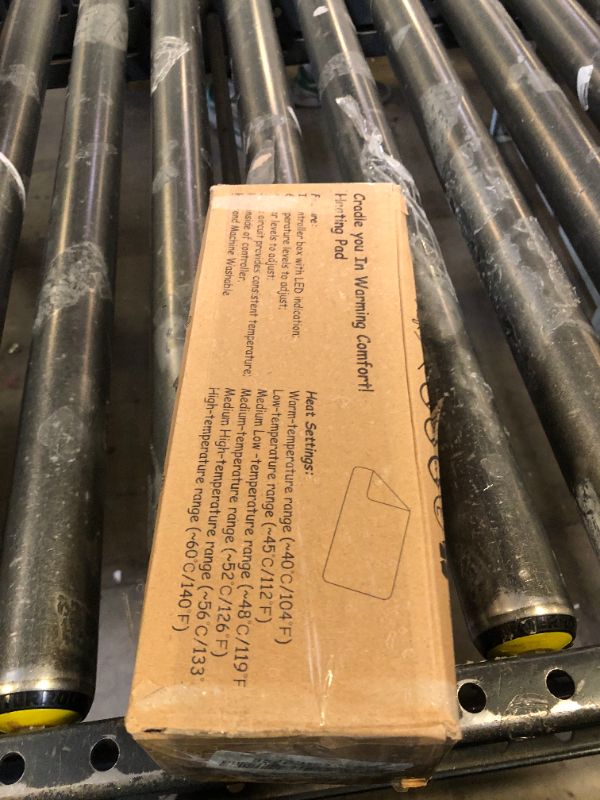 Cradle you In Warming Comfort!
Heating Pad
ntroller box with LED indication;
perature levels to adjust;
r levels to adjust;
circuit provides consistent temperature;
nside of controller;
and Machine Washable
Heat Settings:
Warm-temperature range (~40°C/104°F)
Low-temperature range (~45°C/112°F)
Medium Low -temperature range (~48°C/119°F
Medium-temperature range (~52°C/126°F)
Medium High-temperature range (~56°C/133°
High-temperature range (~60°C/140°F)